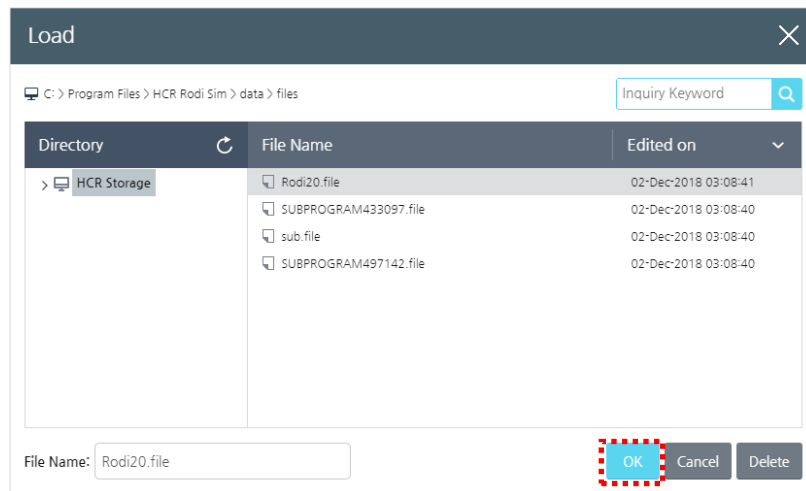 Load
C: > Program Files > HCR Rodi Sim > data > files
Inquiry Keyword
Directory File Name Edited on
HCR Storage
Rodi20.file 02-Dec-2018 03:08:41
SUBPROGRAM433097.file 02-Dec-2018 03:08:40
sub.file 02-Dec-2018 03:08:40
SUBPROGRAM497142.file 02-Dec-2018 03:08:40
File Name: Rodi20.file OK Cancel Delete